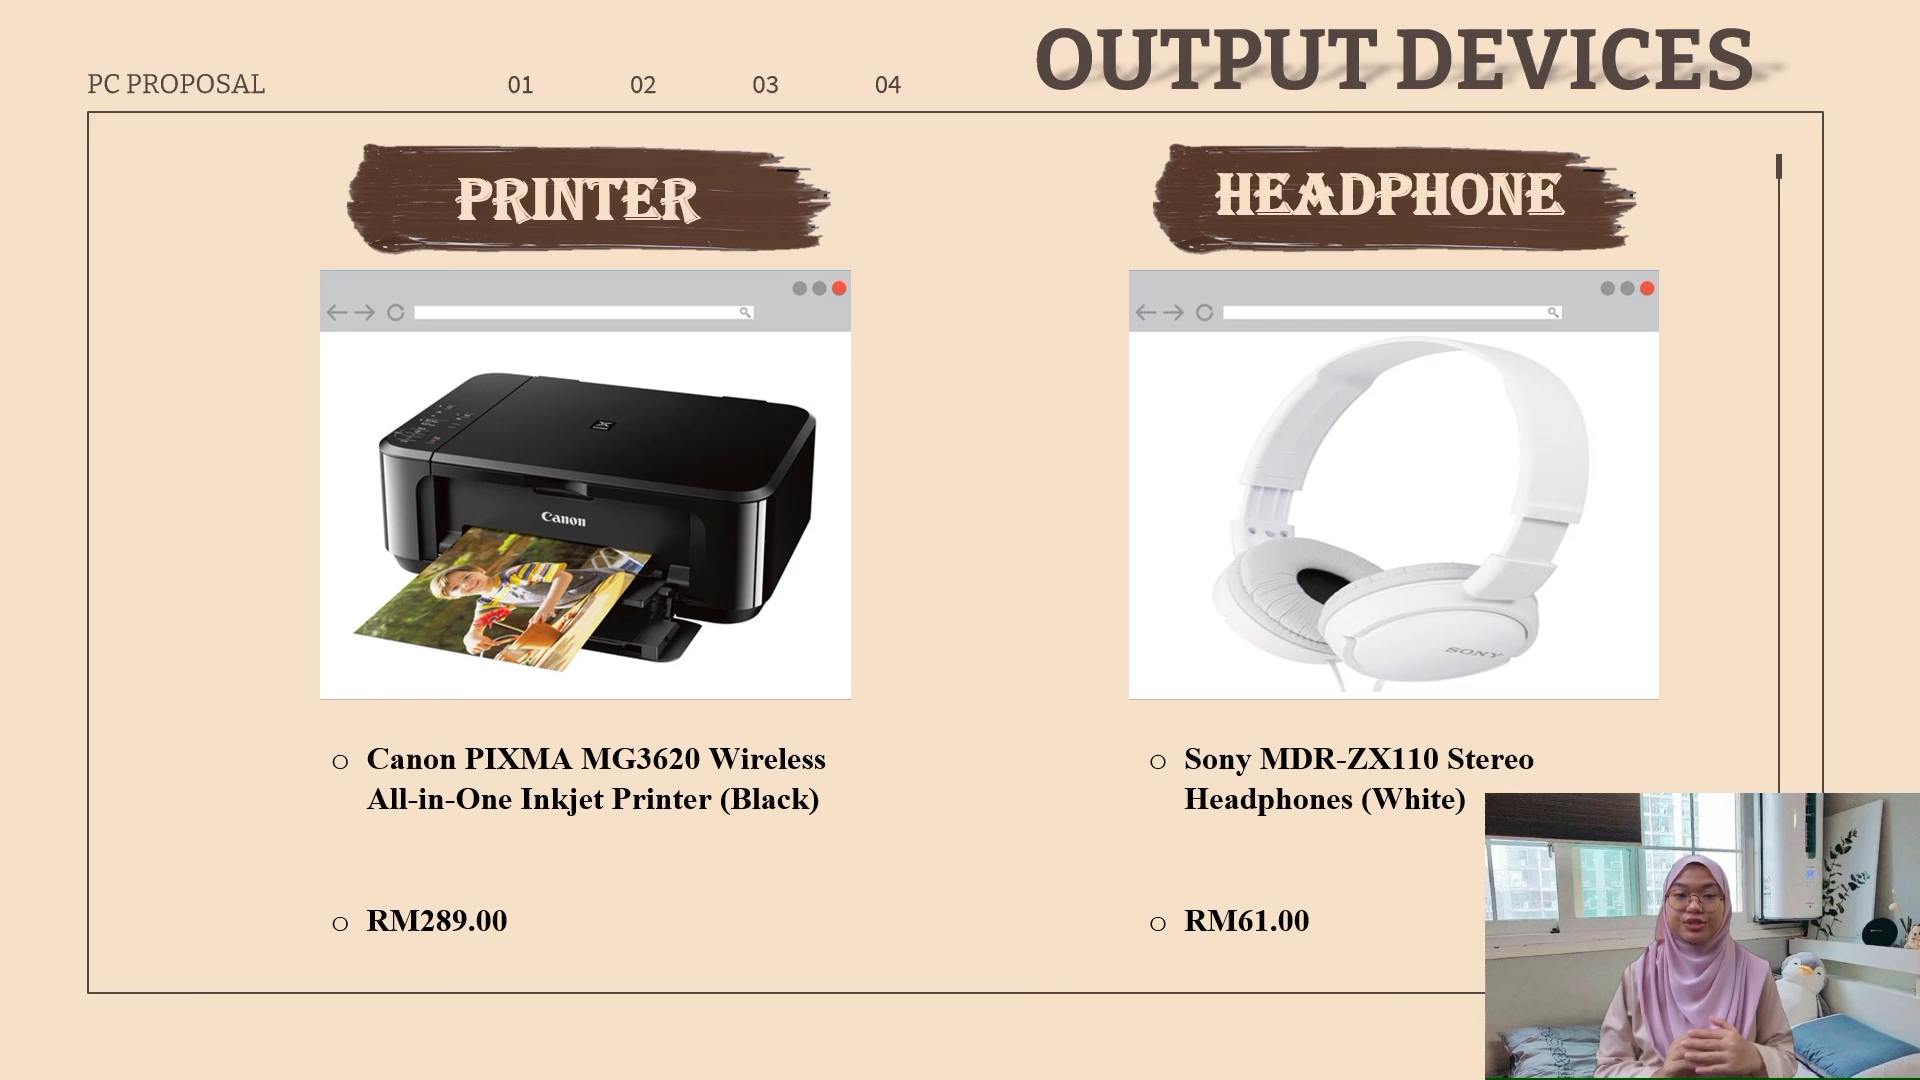 PC PROPOSAL 01 02 03 04 OUTPUT DEVICES
PRINTER
Canon
Canon PIXMA MG3620 Wireless
All-in-One Inkjet Printer (Black)
RM289.00
HEADPHONE
SONY
Sony MDR-ZX110 Stereo
Headphones (White)
RM61.00